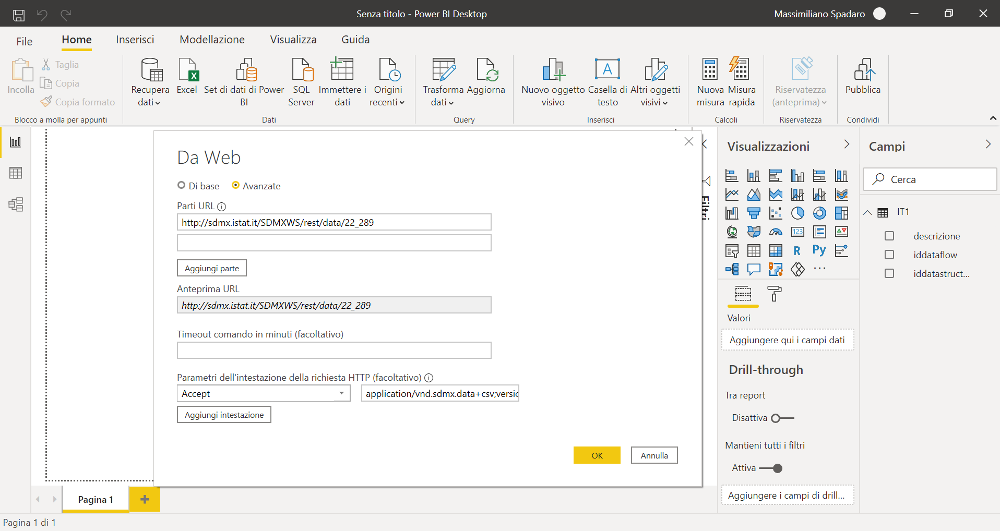 Senza titolo - Power BI Desktop
Massimiliano Spadaro
File
Home
Inserisci
Modellazione
Visualizza
Guida
Incolla
Taglia
Copia
Copia formato
Blocco a molla per appunti
Recupera
dati
Excel
Set di dati di Power
BI
SQL
Server
Immettere i
dati
Origini
recenti
Dati
Trasforma
dati
Aggiorna
Query
Nuovo oggetto
visivo
A
Casella di
testo
Altri oggetti
visivi
Inserisci
Nuova
misura
Misura
rapida
Calcoli
Riservatezza
(anteprima)
Riservatezza
Pubblica
Condividi
Da Web
Di base
Avanzate
Parti URL
http://sdmx.istat.it/SDMXWS/rest/data/22_289
Aggiungi parte
Anteprima URL
http://sdmx.istat.it/SDMXWS/rest/data/22_289
Timeout comando in minuti (facoltativo)
Parametri dell'intestazione della richiesta HTTP (facoltativo)
Accept
application/vnd.sdmx.data+csv;versio
Aggiungi intestazione
OK
Annulla
Filtri
Visualizzazioni
123
R
Py
...
Valori
Aggiungere qui i campi dati
Drill-through
Tra report
Disattiva
Mantieni tutti i filtri
Attiva
Aggiungere i campi di drill...
Campi
Cerca
IT1
descrizione
iddataflow
iddatastruct...
Pagina 1
Pagina 1 di 1